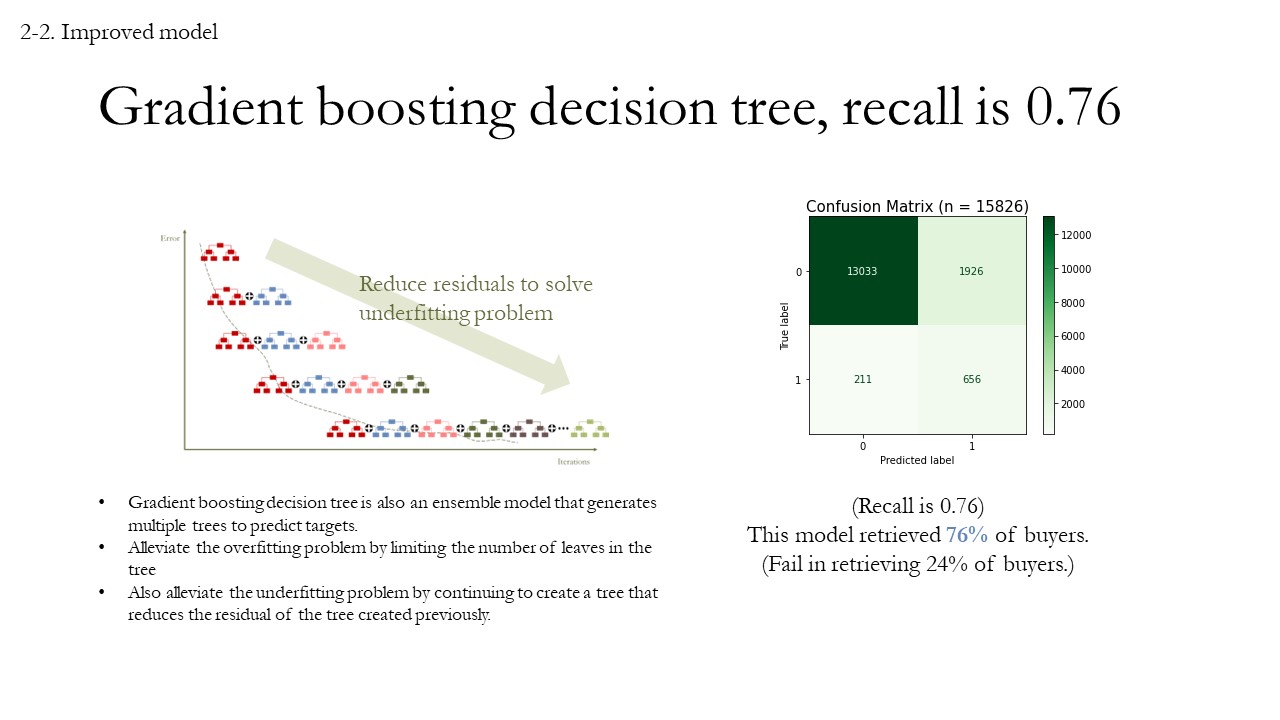 2-2. Improved model
Gradient boosting decision tree, recall is 0.76
Error
Reduce residuals to solve
underfitting problem
Iterations
Confusion Matrix (n = 15826)
True label
0
1
13033
1926
211
656
0
1
Predicted label
12000
10000
8000
6000
4000
2000
• Gradient boosting decision tree is also an ensemble model that generates
multiple trees to predict targets.
• Alleviate the overfitting problem by limiting the number of leaves in the
tree
• Also alleviate the underfitting problem by continuing to create a tree that
reduces the residual of the tree created previously.
(Recall is 0.76)
This model retrieved 76% of buyers.
(Fail in retrieving 24% of buyers.)